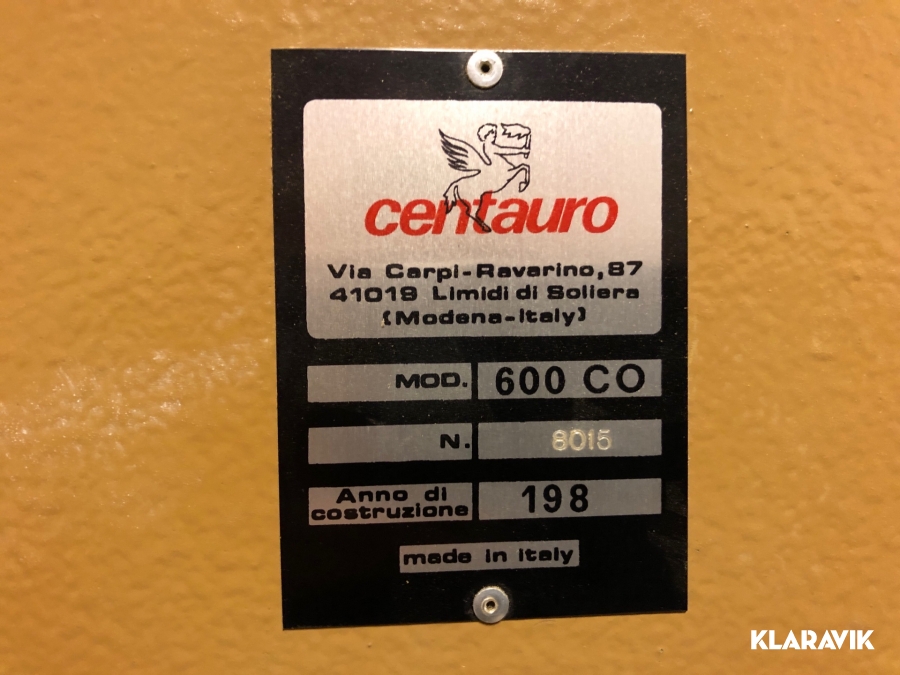 centauro
Via Carpi-Ravarino, 87
41019 Limidi di Soliera
(Modena-Italy)
MOD. 600 CO
N. 8015
Anno di costruzione 198
made in Italy
KLARAVIK